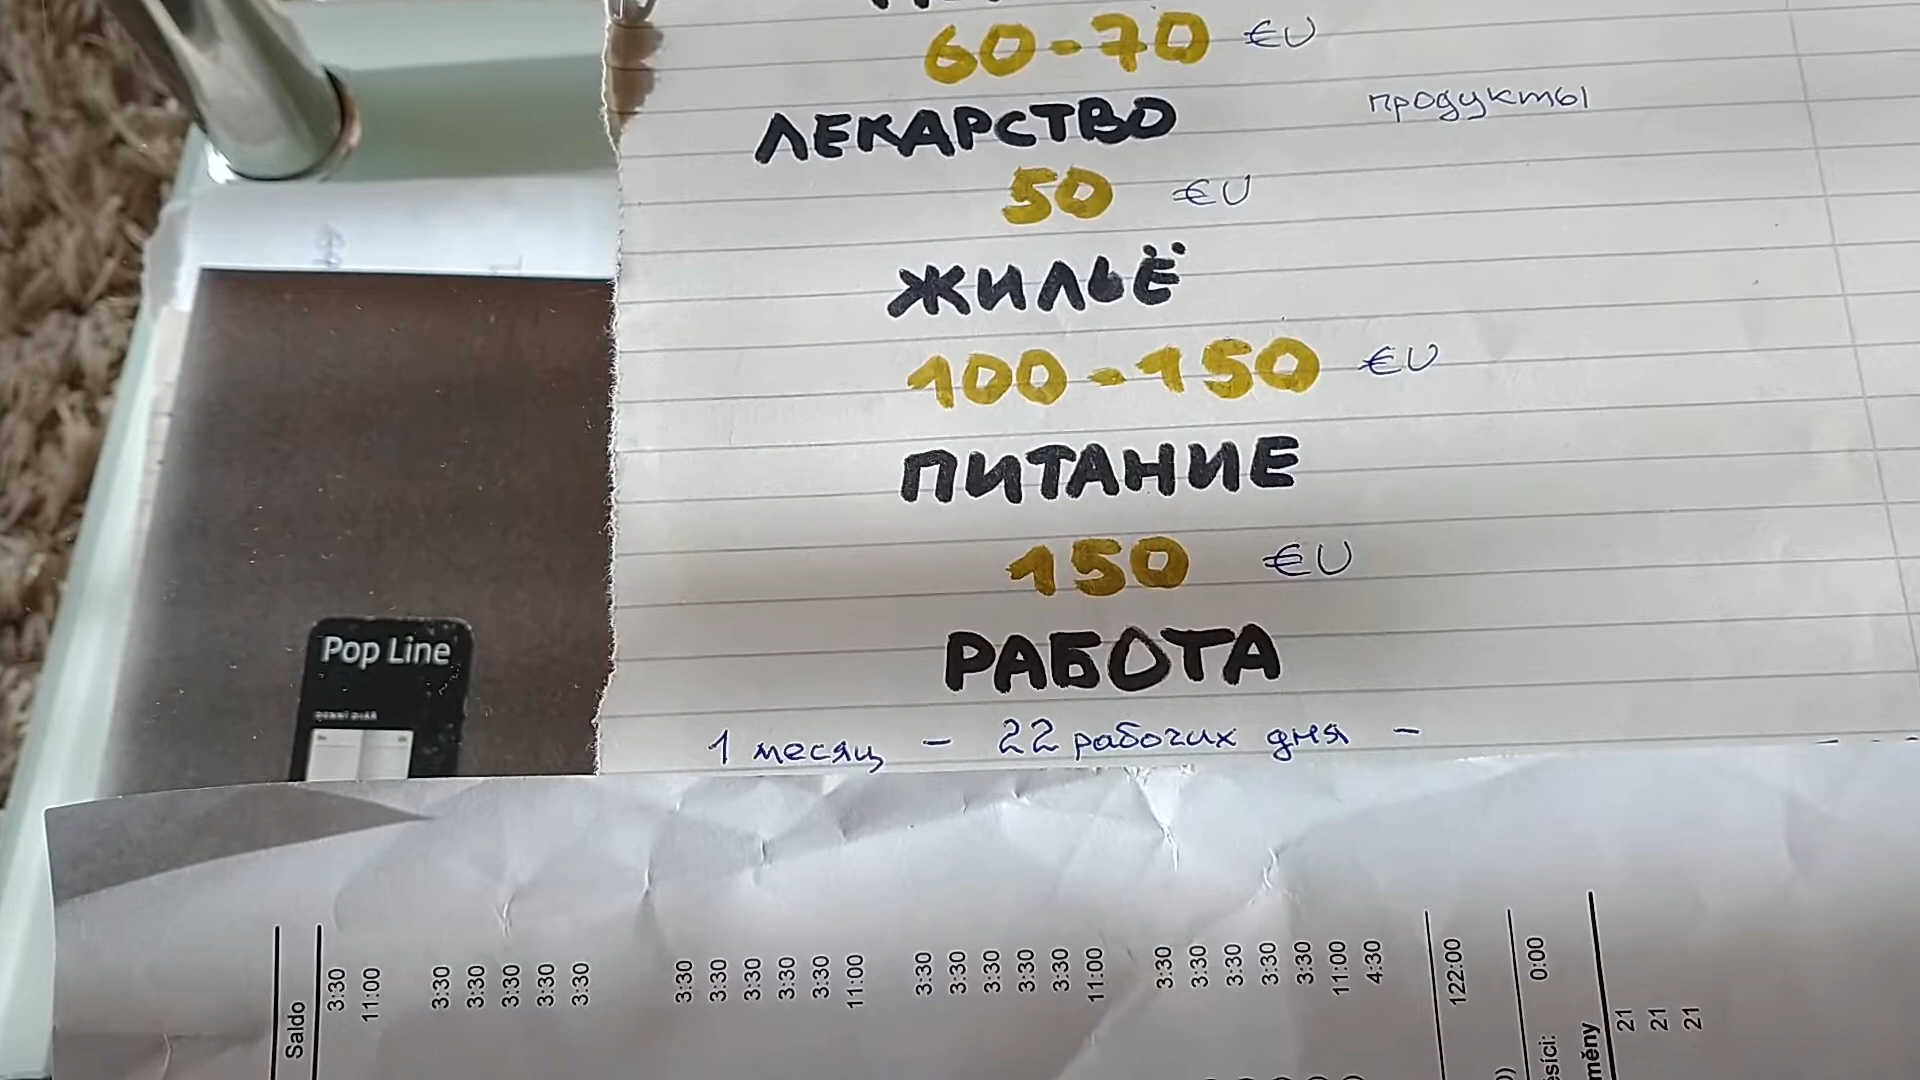 60-70 €U
ЛЕКАРСТВО
продукты
50 €U
ЖИЛЬЁ
100-150 €U
ПИТАНИЕ
150 €U
РАБОТА
1 месяц - 22 рабочих дня -
Pop Line
DENNÍ DIÁŘ
Saldo
3:30
11:00
3:30
3:30
3:30
3:30
3:30
3:30
3:30
3:30
3:30
3:30
11:00
3:30
3:30
3:30
3:30
3:30
11:00
3:30
3:30
3:30
3:30
3:30
11:00
4:30
122:00
0:00
ěsíci:
měny
21
21
21